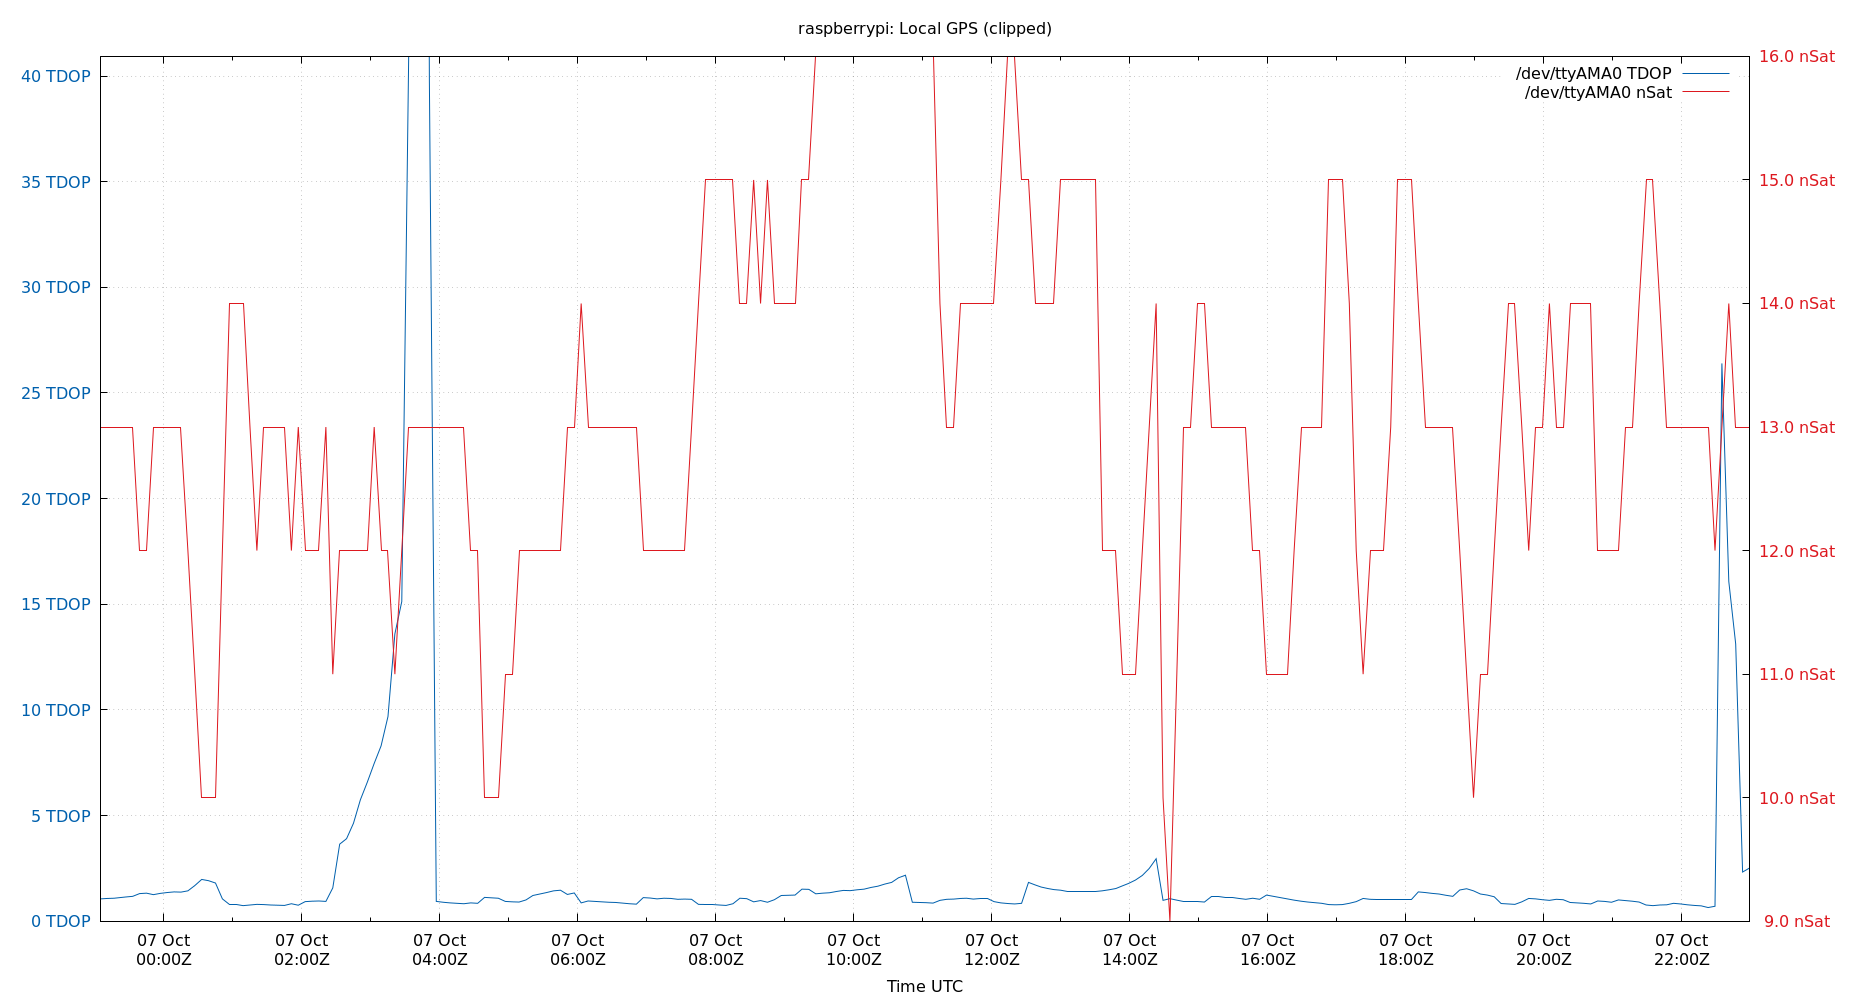 raspberrypi: Local GPS (clipped)
40 TDOP
35 TDOP
30 TDOP
25 TDOP
20 TDOP
15 TDOP
10 TDOP
5 TDOP
0 TDOP
16.0 nSat
15.0 nSat
14.0 nSat
13.0 nSat
12.0 nSat
11.0 nSat
10.0 nSat
9.0 nSat
/dev/ttyAMA0 TDOP
/dev/ttyAMA0 nSat
07 Oct
00:00Z
07 Oct
02:00Z
07 Oct
04:00Z
07 Oct
06:00Z
07 Oct
08:00Z
07 Oct
10:00Z
07 Oct
12:00Z
07 Oct
14:00Z
07 Oct
16:00Z
07 Oct
18:00Z
07 Oct
20:00Z
07 Oct
22:00Z
Time UTC